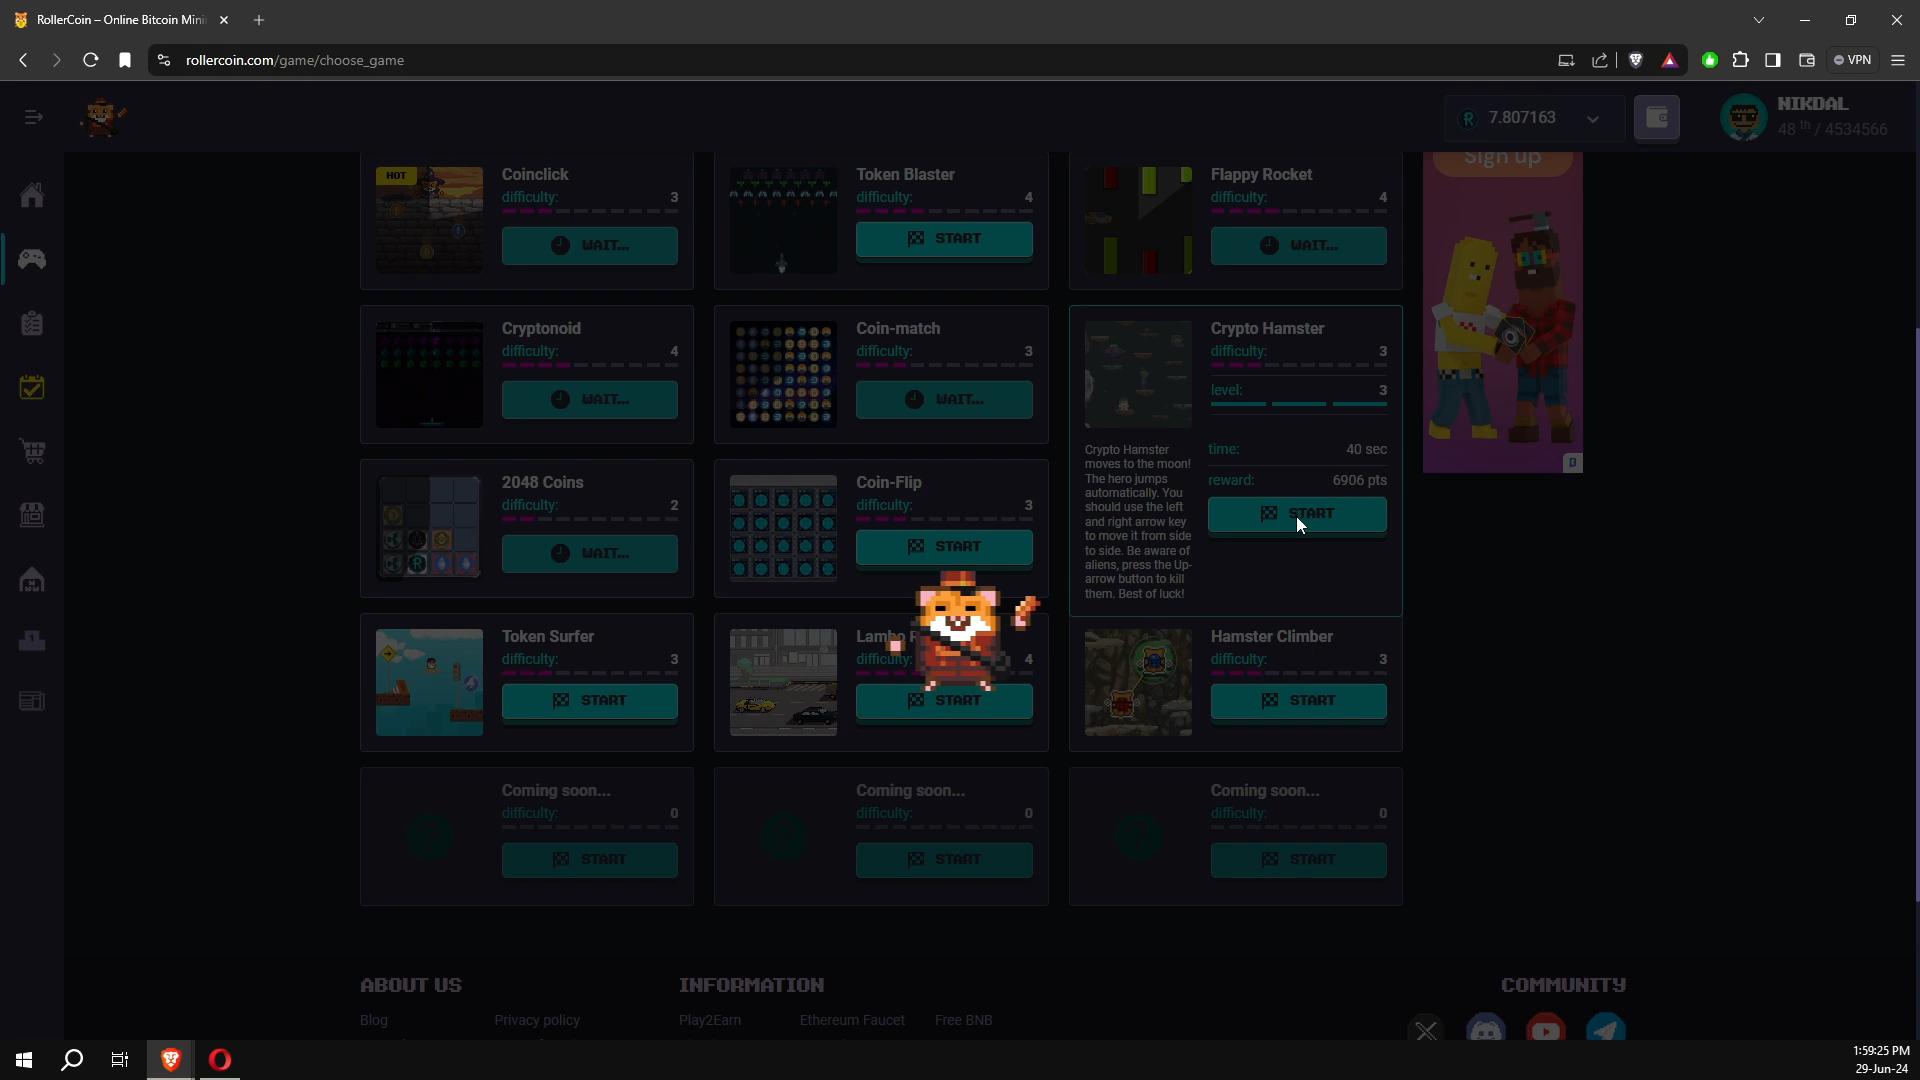 RollerCoin – Online Bitcoin Mini
rollercoin.com/game/choose_game
VPN
7.807163
NIKDAL
48 th / 4534566
HOT
Coinclick
difficulty: 3
WAIT...
Token Blaster
difficulty: 4
START
Flappy Rocket
difficulty: 4
WAIT...
Sign up
Cryptonoid
difficulty: 4
WAIT...
Coin-match
difficulty: 3
WAIT...
Crypto Hamster
difficulty: 3
level: 3
Crypto Hamster
moves to the moon!
The hero jumps
automatically. You
should use the left
and right arrow key
to move it from side
to side. Be aware of
aliens, press the Up-
arrow button to kill
them. Best of luck!
time: 40 sec
reward: 6906 pts
START
2048 Coins
difficulty: 2
WAIT...
Coin-Flip
difficulty: 3
START
Token Surfer
difficulty: 3
START
Lambo
difficulty: 4
START
Hamster Climber
difficulty: 3
START
Coming soon...
difficulty: 0
START
Coming soon...
difficulty: 0
START
Coming soon...
difficulty: 0
START
ABOUT US
Blog
Privacy policy
INFORMATION
Play2Earn
Ethereum Faucet
Free BNB
COMMUNITY
1:59:25 PM
29-Jun-24